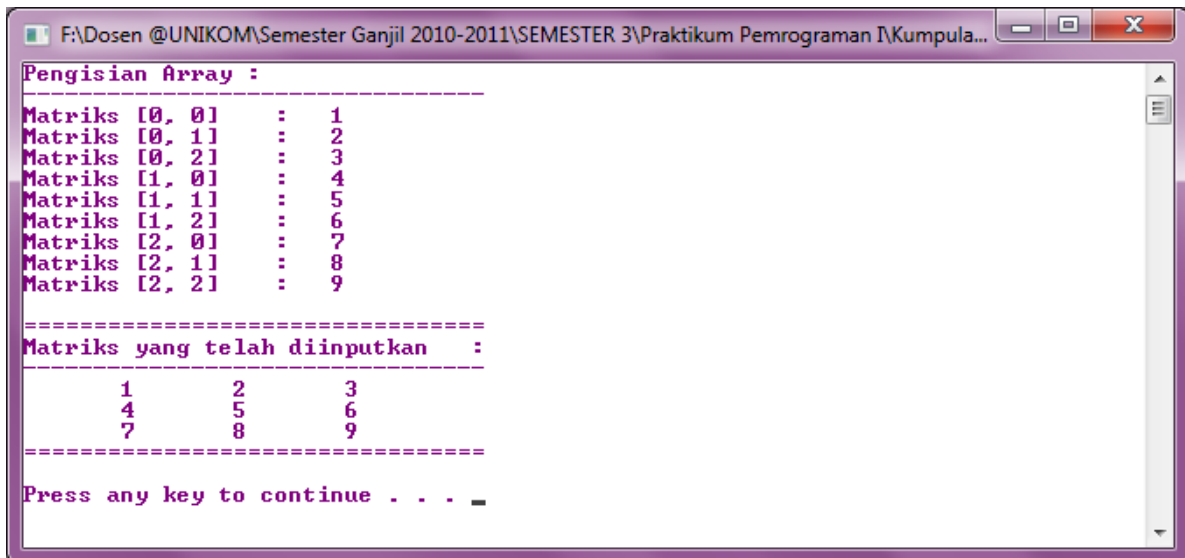 F:\Dosen @UNIKOM\Semester Ganjil 2010-2011\SEMESTER 3\Praktikum Pemrograman I\Kumpula...
Pengisian Array :
---------------------------------
Matriks [0, 0] : 1
Matriks [0, 1] : 2
Matriks [0, 2] : 3
Matriks [1, 0] : 4
Matriks [1, 1] : 5
Matriks [1, 2] : 6
Matriks [2, 0] : 7
Matriks [2, 1] : 8
Matriks [2, 2] : 9
=================================
Matriks yang telah diinputkan :
---------------------------------
1 2 3
4 5 6
7 8 9
=================================
Press any key to continue . . . _